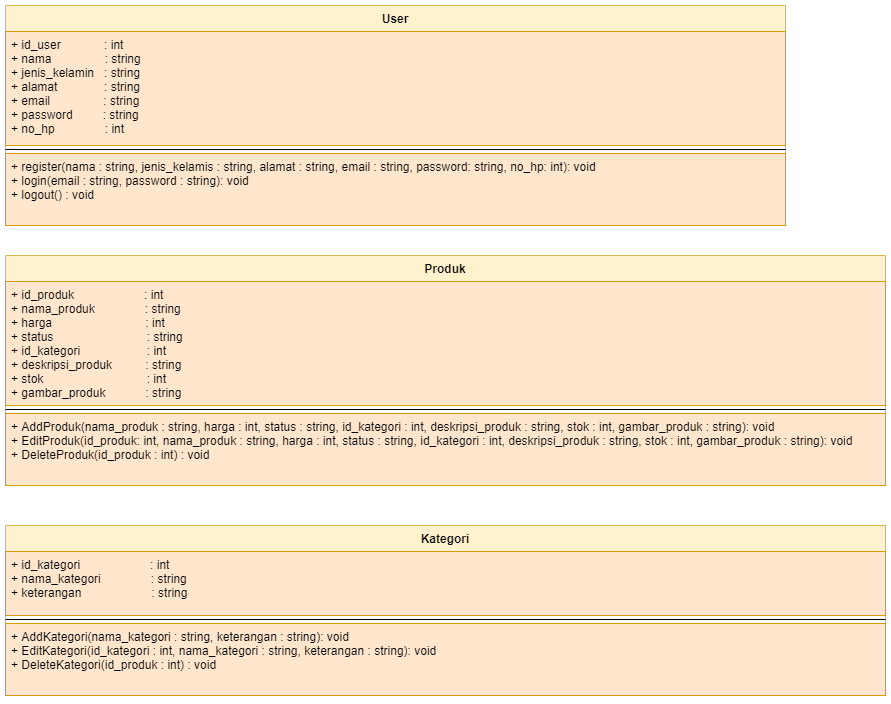 User
+ id_user : int
+ nama : string
+ jenis_kelamin : string
+ alamat : string
+ email : string
+ password : string
+ no_hp : int
+ register(nama : string, jenis_kelamis : string, alamat : string, email : string, password: string, no_hp: int): void
+ login(email : string, password : string): void
+ logout() : void
Produk
+ id_produk : int
+ nama_produk : string
+ harga : int
+ status : string
+ id_kategori : int
+ deskripsi_produk : string
+ stok : int
+ gambar_produk : string
+ AddProduk(nama_produk : string, harga : int, status : string, id_kategori : int, deskripsi_produk : string, stok : int, gambar_produk : string): void
+ EditProduk(id_produk: int, nama_produk : string, harga : int, status : string, id_kategori : int, deskripsi_produk : string, stok : int, gambar_produk : string): void
+ DeleteProduk(id_produk : int) : void
Kategori
+ id_kategori : int
+ nama_kategori : string
+ keterangan : string
+ AddKategori(nama_kategori : string, keterangan : string): void
+ EditKategori(id_kategori : int, nama_kategori : string, keterangan : string): void
+ DeleteKategori(id_produk : int) : void